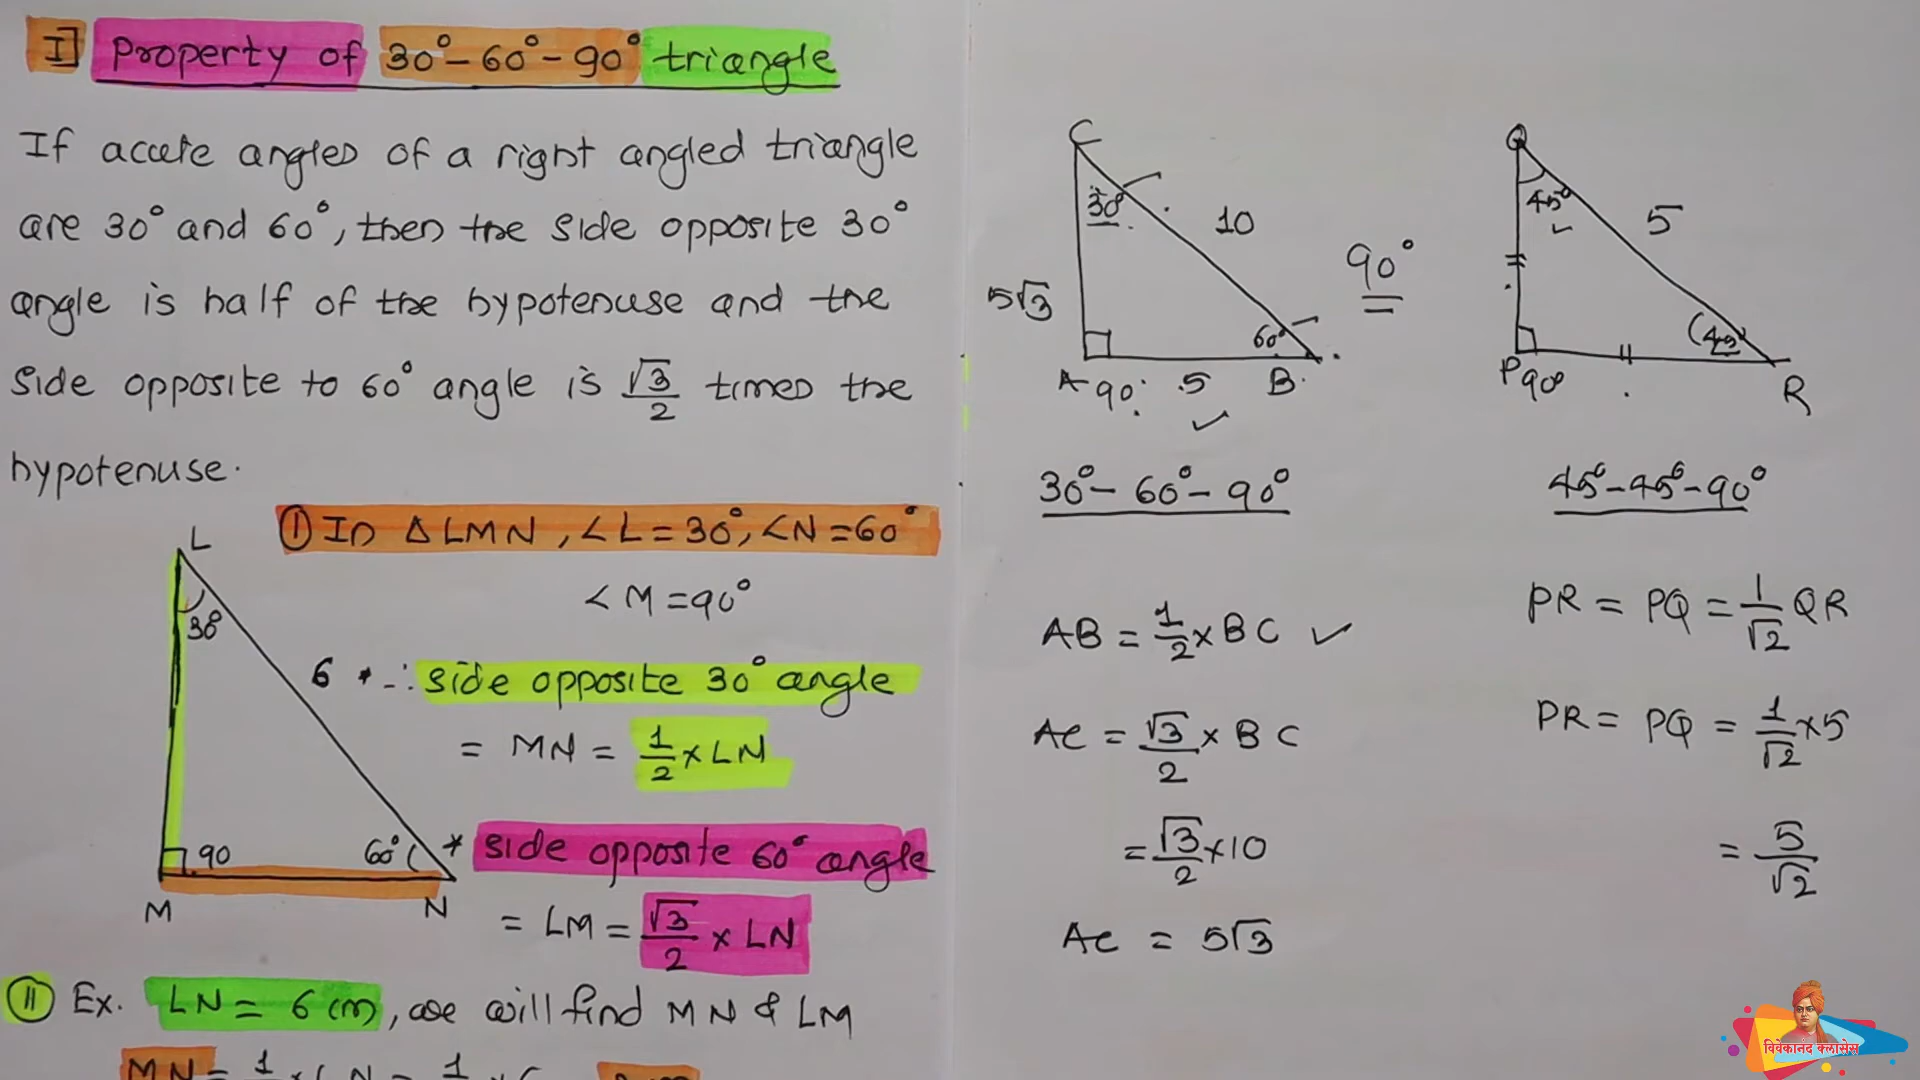 I] Property of 30°-60°-90° triangle
If acute angles of a right angled triangle
are 30° and 60°, then the side opposite 30°
angle is half of the hypotenuse and the
side opposite to 60° angle is √3/2 times the
hypotenuse.
① In △LMN, ∠L=30°, ∠N=60°
∠M=90°
L
30°
6
90
60°
M
N
* ∴ side opposite 30° angle
= MN = 1/2 × LN
* side opposite 60° angle
= LM = √3/2 × LN
(II) Ex. LN = 6 cm, we will find MN & LM
C
30°
10
5√3
60°
A 90° 5 B
90°
30°-60°-90°
AB = 1/2 × BC ✓
AC = √3/2 × BC
= √3/2 × 10
AC = 5√3
Q
45°
5
45
P 90°
R
45°-45°-90°
PR = PQ = 1/√2 QR
PR = PQ = 1/√2 × 5
= 5/√2
विवेकानंद क्लासेस